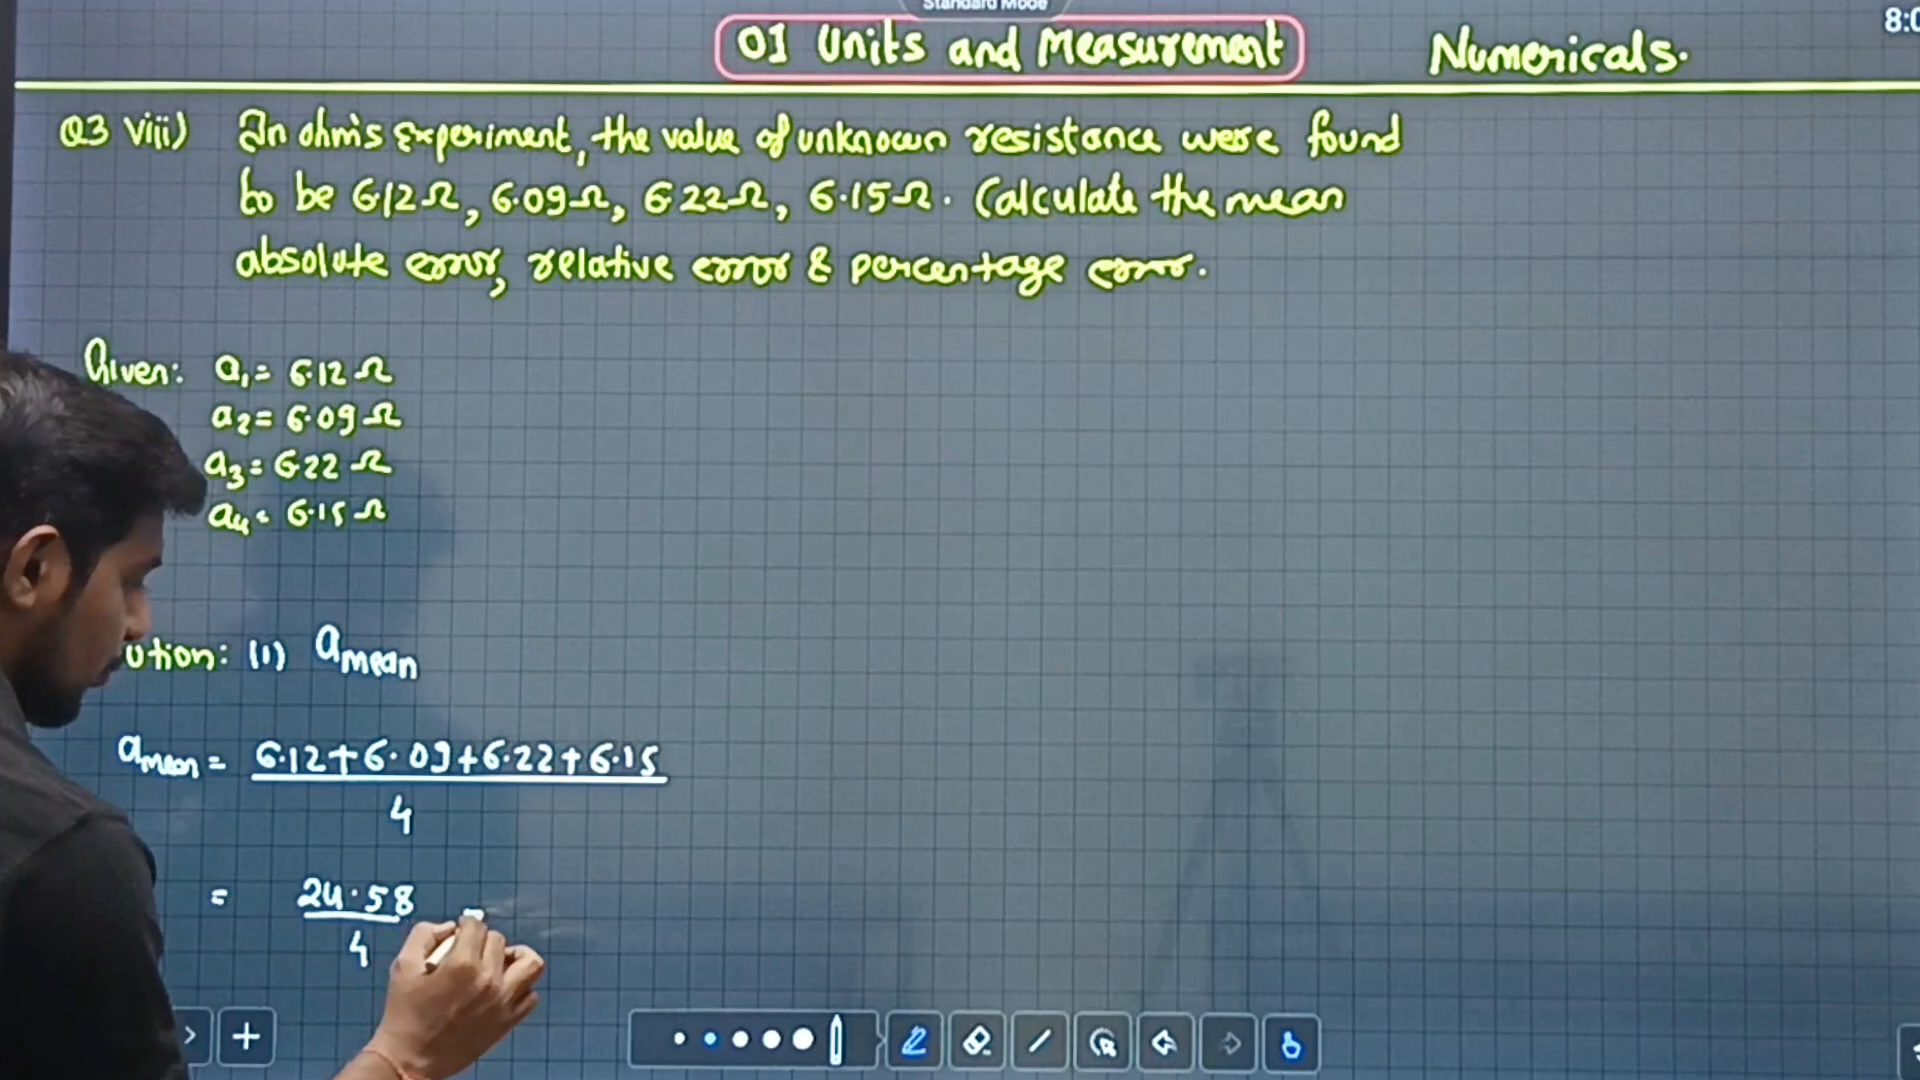 Standard Mode
8:0
01 Units and Measurement
Numericals.
Q3 viii) In ohm's Experiment, the value of unknown resistance were found
to be 6.12Ω, 6.09Ω, 6.22Ω, 6.15Ω. Calculate the mean
absolute error, relative error & percentage error.
Given: a₁= 6.12 Ω
a₂= 6.09 Ω
a₃= 6.22 Ω
a₄= 6.15 Ω
ution: (1) a mean
a mean = 6.12+6.09+6.22+6.15
4
= 24.58
4